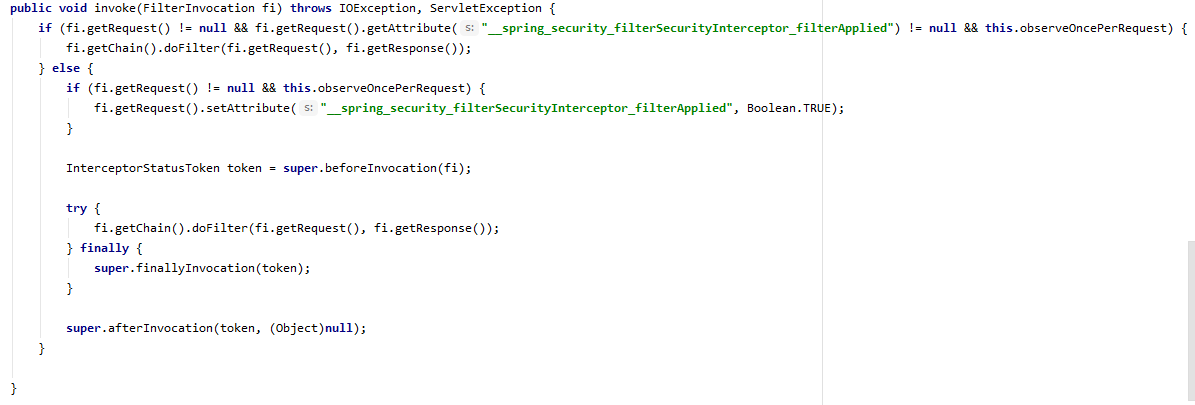 public void invoke(FilterInvocation fi) throws IOException, ServletException {
    if (fi.getRequest() != null && fi.getRequest().getAttribute( s: "__spring_security_filterSecurityInterceptor_filterApplied") != null && this.observeOncePerRequest) {
        fi.getChain().doFilter(fi.getRequest(), fi.getResponse());
    } else {
        if (fi.getRequest() != null && this.observeOncePerRequest) {
            fi.getRequest().setAttribute( s: "__spring_security_filterSecurityInterceptor_filterApplied", Boolean.TRUE);
        }

        InterceptorStatusToken token = super.beforeInvocation(fi);

        try {
            fi.getChain().doFilter(fi.getRequest(), fi.getResponse());
        } finally {
            super.finallyInvocation(token);
        }

        super.afterInvocation(token, (Object)null);
    }

}